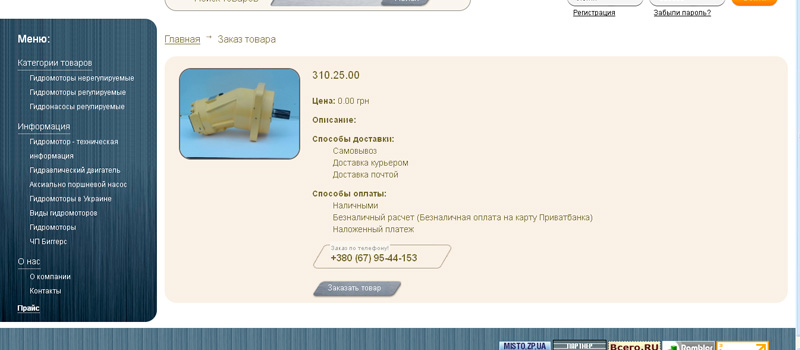 Регистрация
Забыли пароль?
Меню:
Категории товаров
Гидромоторы нерегулируемые
Гидромоторы регулируемые
Гидронасосы регулируемые
Информация
Гидромотор - техническая
информация
Гидравлический двигатель
Аксиально поршневой насос
Гидромоторы в Украине
Виды гидромоторов
Гидромоторы
ЧП Биггерс
О нас
О компании
Контакты
Прайс
Главная → Заказ товара
310.25.00
Цена: 0.00 грн
Описание:
Способы доставки:
Самовывоз
Доставка курьером
Доставка почтой
Способы оплаты:
Наличными
Безналичный расчет (Безналичная оплата на карту Приватбанка)
Наложенный платеж
Заказ по телефону!
+380 (67) 95-44-153
Заказать товар
MISTO.ZP.UA
Bcero.RU
Rambler